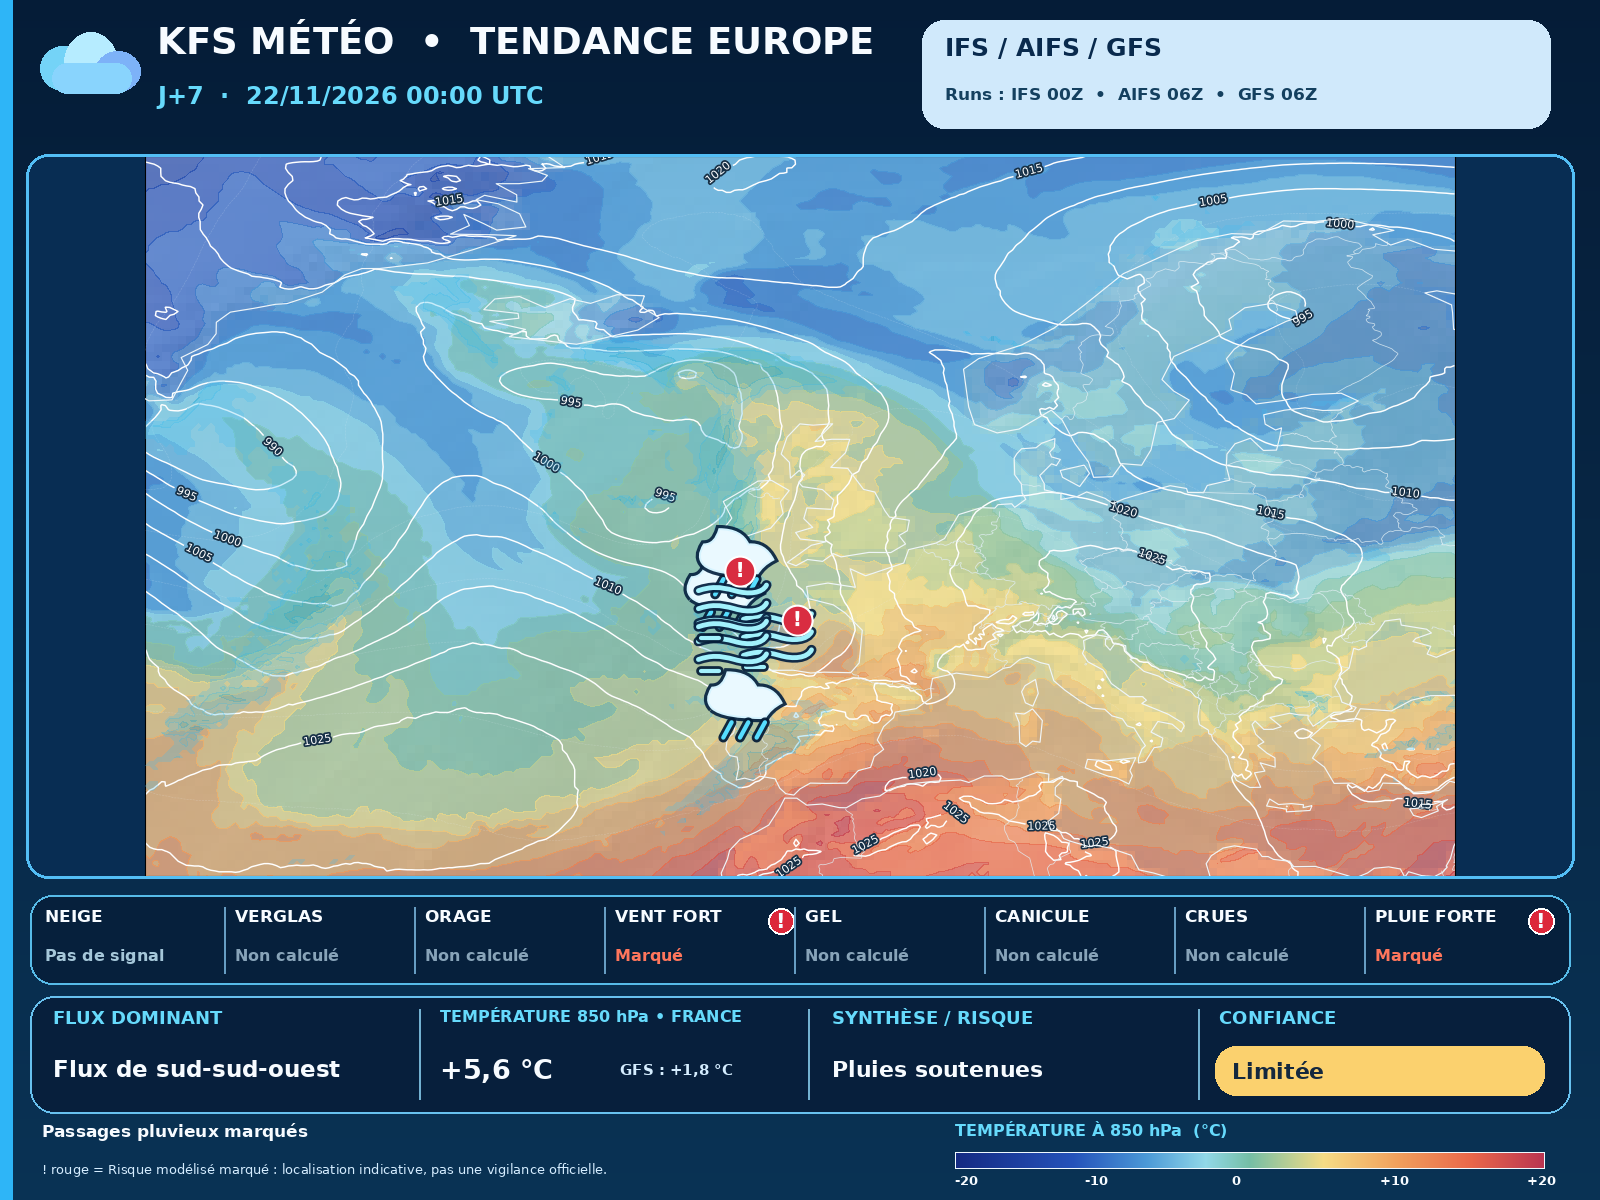 KFS MÉTÉO • TENDANCE EUROPE
J+7 · 22/11/2026 00:00 UTC
IFS / AIFS / GFS
Runs : IFS 00Z • AIFS 06Z • GFS 06Z
1020
1015
1015
1005
1000
995
995
990
1000
995
995
1010
1000
1020
1015
1005
1025
1010
1025
1020
1015
1025
1025
1025
1025
1025
!
!
NEIGE
Pas de signal
VERGLAS
Non calculé
ORAGE
Non calculé
VENT FORT
!
Marqué
GEL
Non calculé
CANICULE
Non calculé
CRUES
Non calculé
PLUIE FORTE
!
Marqué
FLUX DOMINANT
Flux de sud-sud-ouest
TEMPÉRATURE 850 hPa • FRANCE
+5,6 °C
GFS : +1,8 °C
SYNTHÈSE / RISQUE
Pluies soutenues
CONFIANCE
Limitée
Passages pluvieux marqués
! rouge = Risque modélisé marqué : localisation indicative, pas une vigilance officielle.
TEMPÉRATURE À 850 hPa (°C)
-20
-10
0
+10
+20